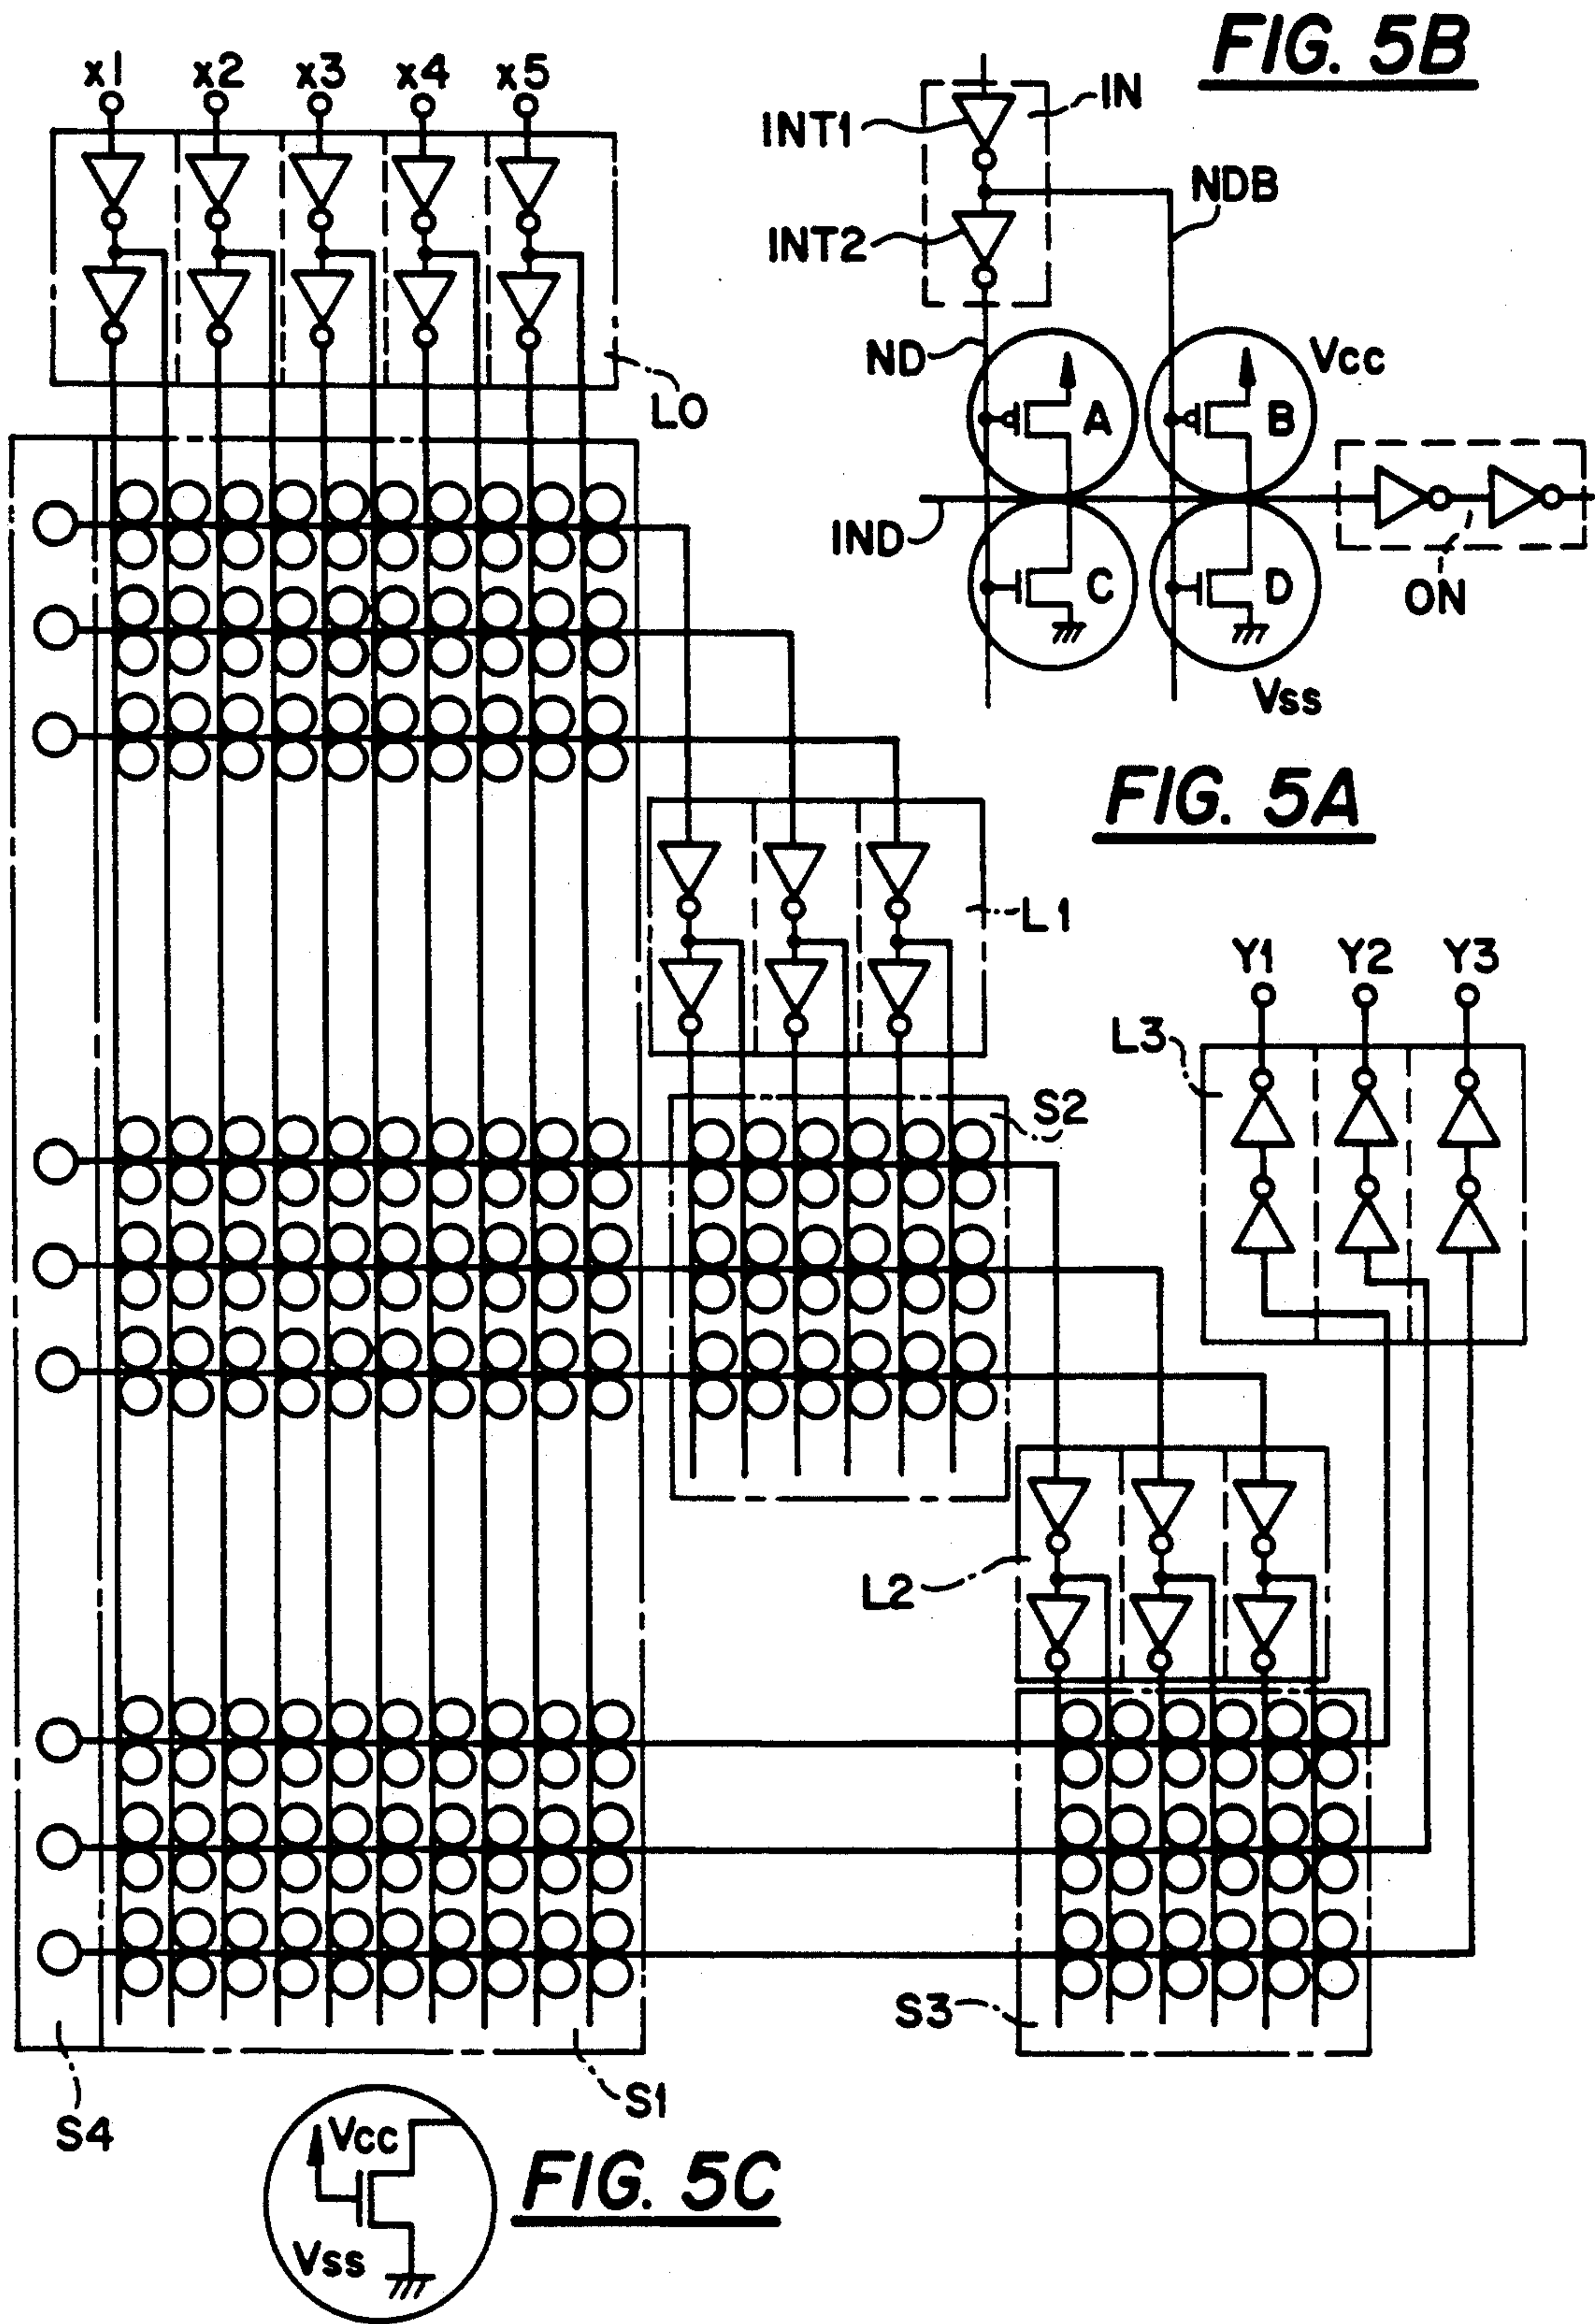 FIG. 5B
x1 x2 x3 x4 x5
IN
INT1
NDB
INT2
ND
Vcc
A
B
LO
IND
C
D
ON
Vss
FIG. 5A
L1
Y1 Y2 Y3
L3
S2
L2
S3
S4
S1
Vcc
FIG. 5C
Vss